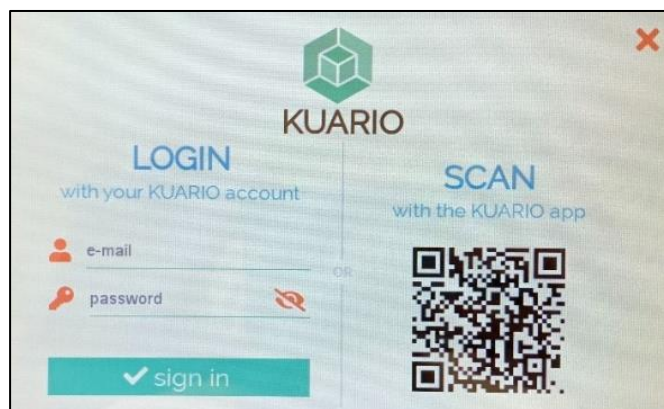 KUARIO
LOGIN
with your KUARIO account
e-mail
password
sign in
OR
SCAN
with the KUARIO app